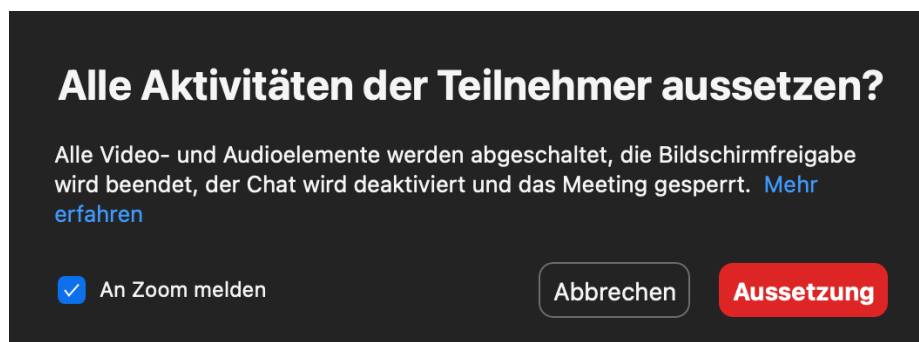 Alle Aktivitäten der Teilnehmer aussetzen?
Alle Video- und Audioelemente werden abgeschaltet, die Bildschirmfreigabe
wird beendet, der Chat wird deaktiviert und das Meeting gesperrt. Mehr
erfahren
An Zoom melden
Abbrechen
Aussetzung